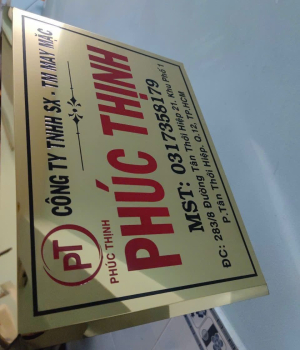 PT
PHÚC THỊNH
CÔNG TY TNHH SX - TM MAY MẶC
PHÚC THỊNH
MST: 0317358179
ĐC: 283/8 Đường Tân Thới Hiệp 21, Khu Phố 1
P.Tân Thới Hiệp, Q.12, TP.HCM